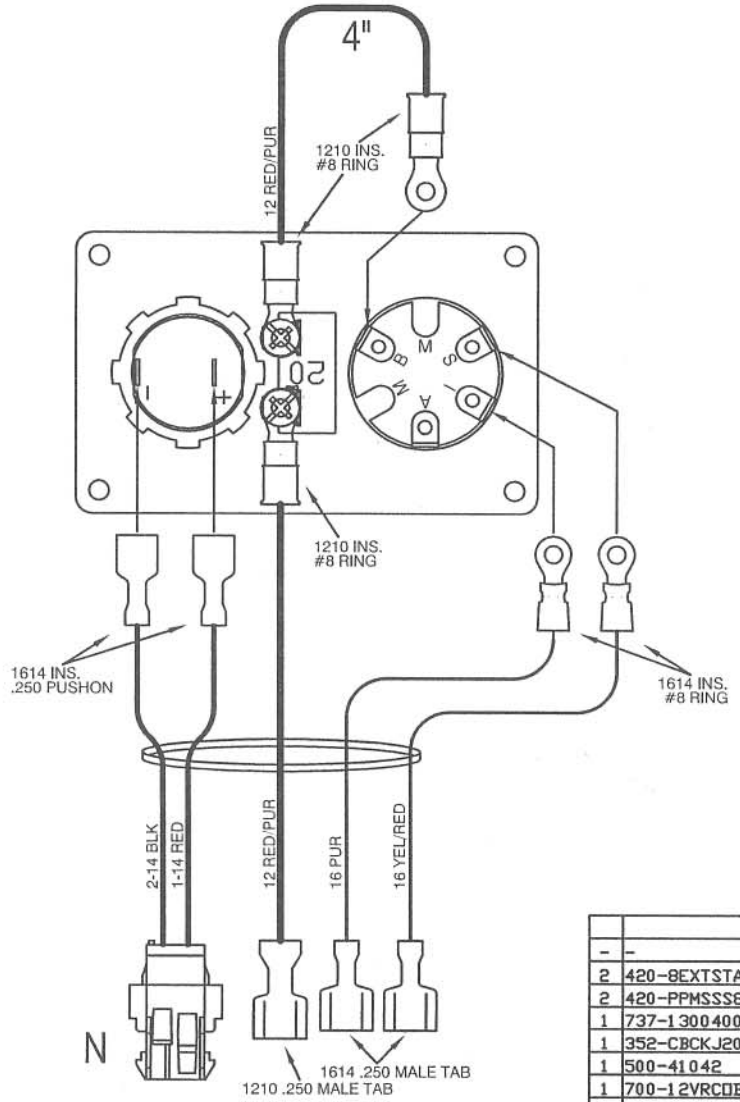 4"
12 RED/PUR
1210 INS.
#8 RING
20
-
+
M
B
S
M
I
A
1210 INS.
#8 RING
1614 INS.
.250 PUSHON
1614 INS.
#8 RING
2-14 BLK
1-14 RED
12 RED/PUR
16 PUR
16 YEL/RED
N
1614 .250 MALE TAB
1210 .250 MALE TAB
- -
2 420-8EXTSTA
2 420-PPMSSS8
1 737-1300400
1 352-CBCKJ20
1 500-41042
1 700-12VRCOE